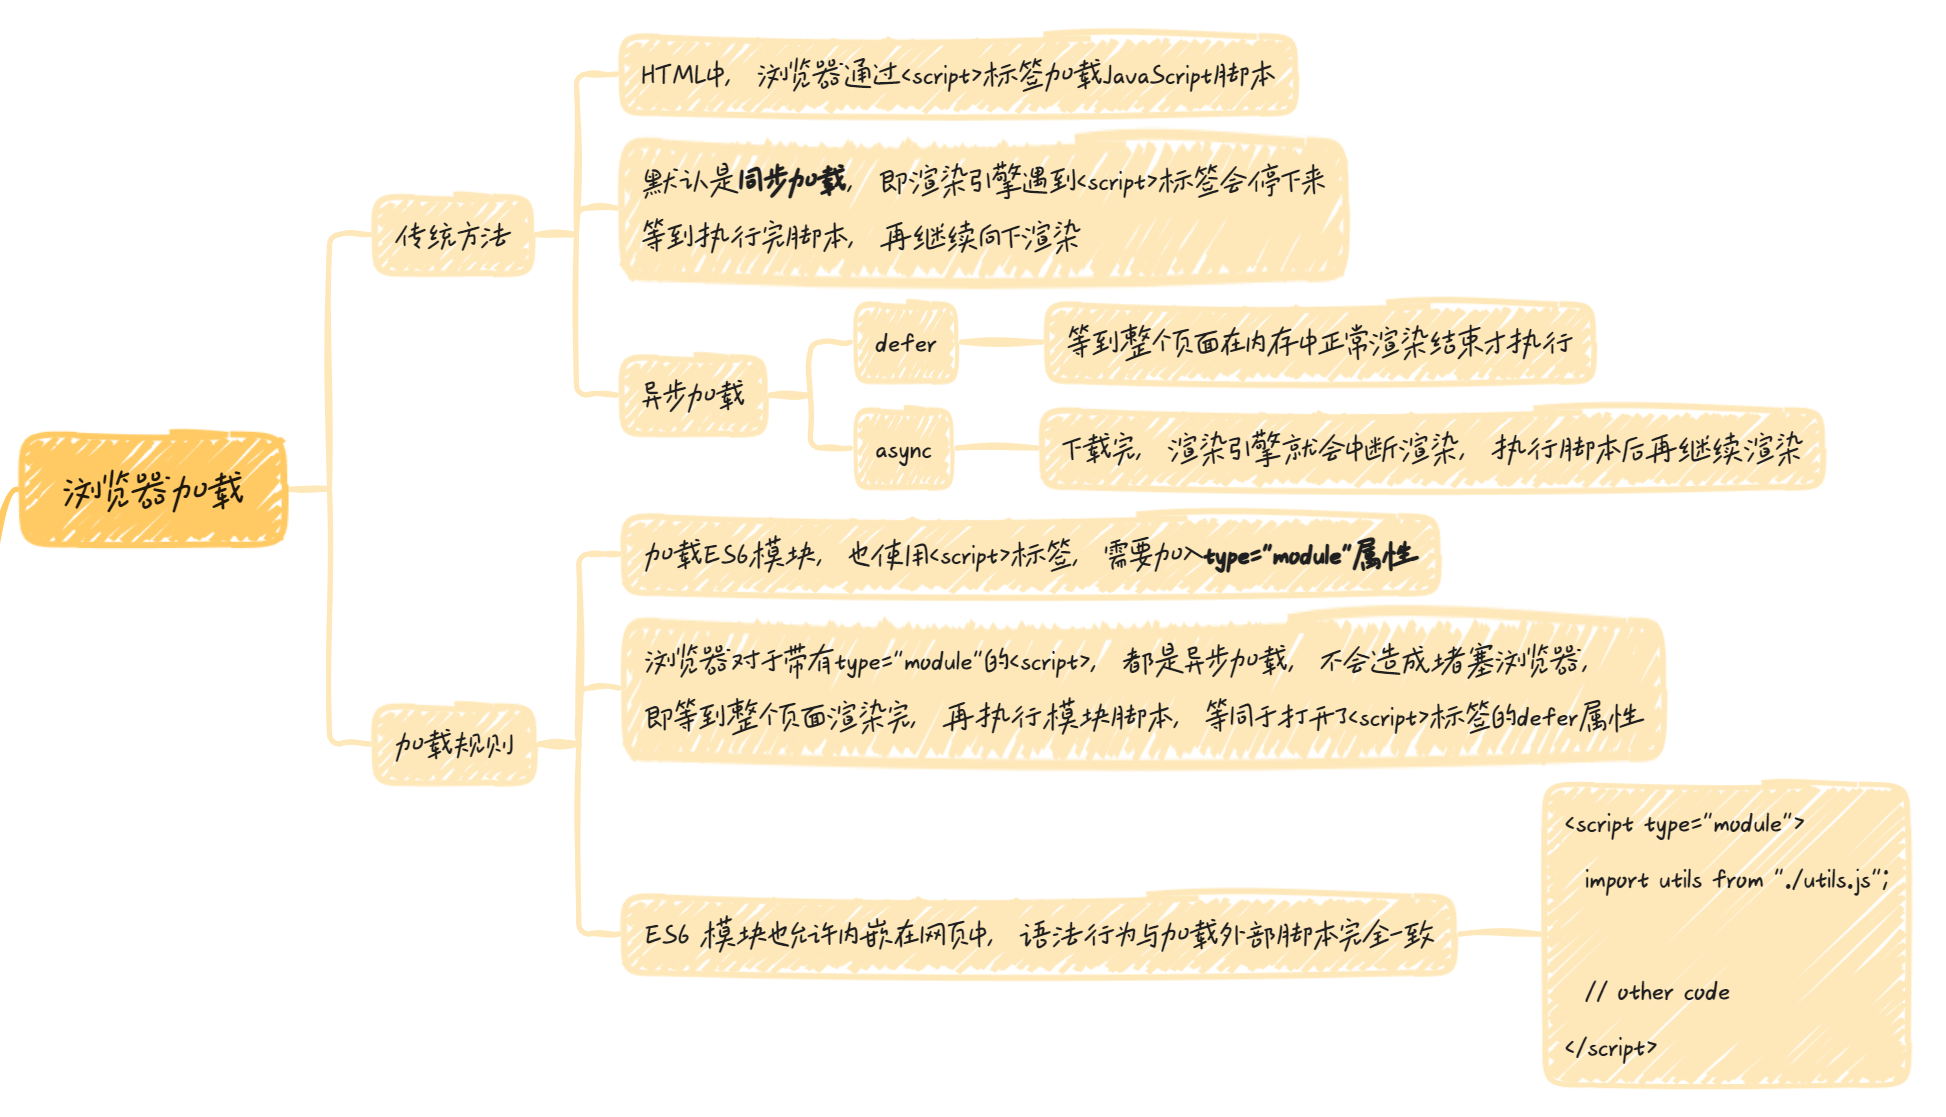 浏览器加载
传统方法
HTML中, 浏览器通过<script>标签加载JavaScript脚本
默认是同步加载, 即渲染引擎遇到<script>标签会停下来
等到执行完脚本, 再继续向下渲染
异步加载
defer
等到整个页面在内存中正常渲染结束才执行
async
下载完, 渲染引擎就会中断渲染, 执行脚本后再继续渲染
加载规则
加载ES6模块, 也使用<script>标签, 需要加入type="module"属性
浏览器对于带有type="module"的<script>, 都是异步加载, 不会造成堵塞浏览器,
即等到整个页面渲染完, 再执行模块脚本, 等同于打开了<script>标签的defer属性
ES6 模块也允许内嵌在网页中, 语法行为与加载外部脚本完全一致
<script type="module">
import utils from "./utils.js";
// other code
</script>